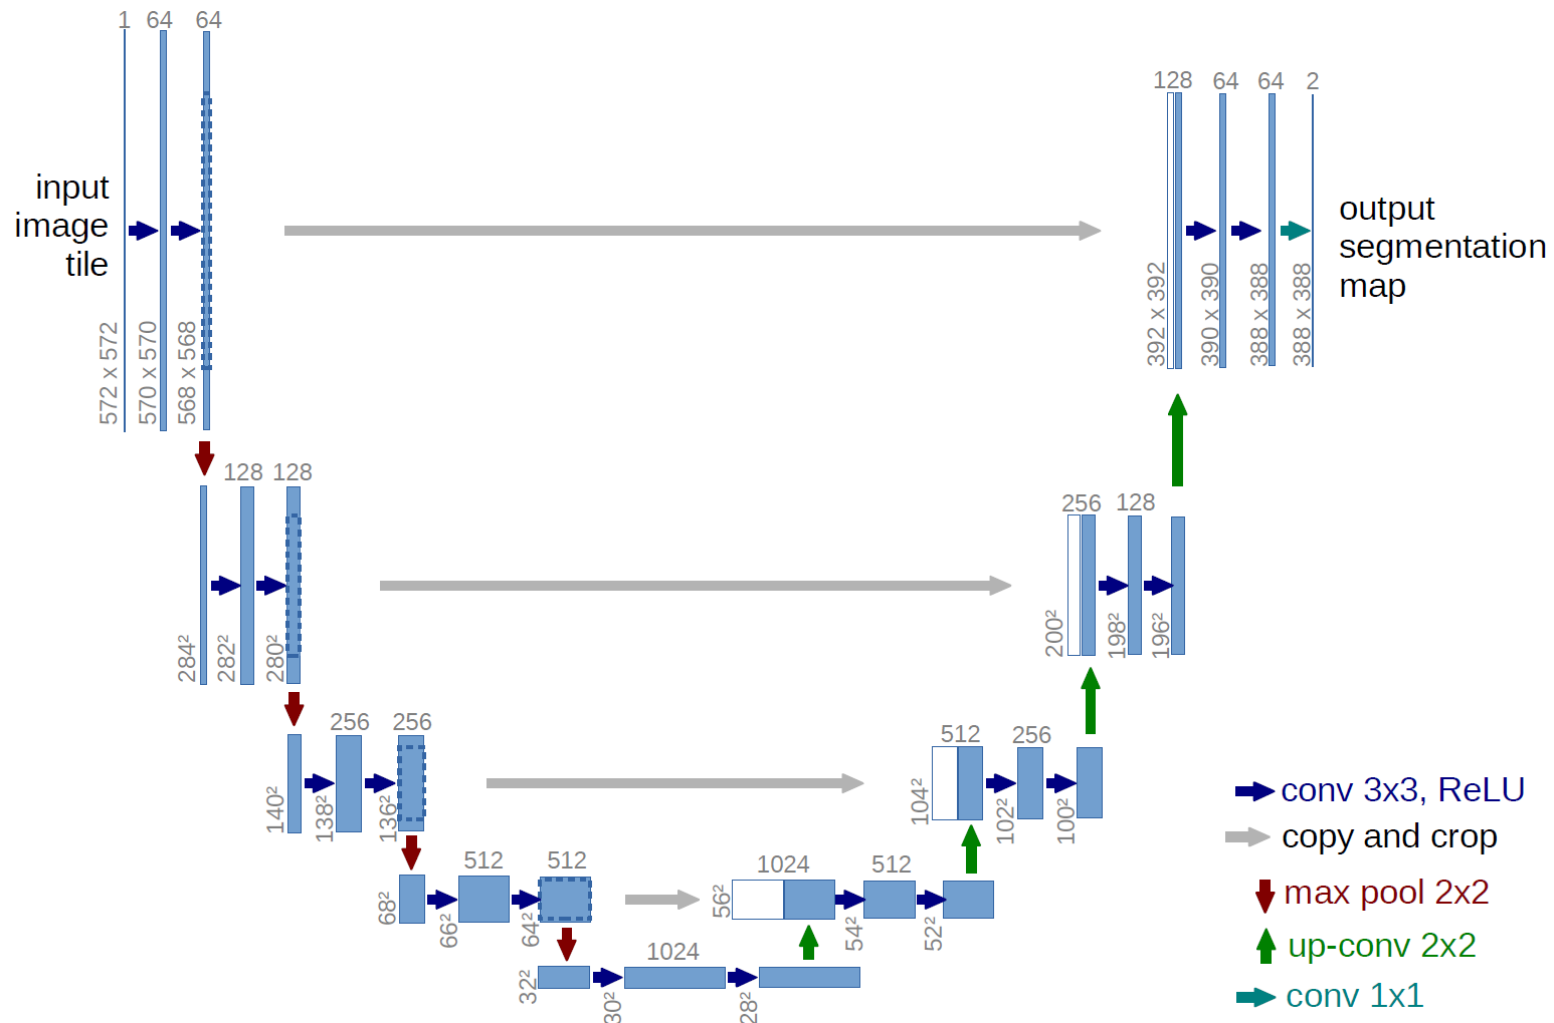 1 64 64
input
image
tile
572 x 572
570 x 570
568 x 568
128 64 64 2
392 x 392
390 x 390
388 x 388
388 x 388
output
segmentation
map
128 128
284²
282²
280²
256 128
200²
198²
196²
256 256
140²
138²
136²
512 256
104²
102²
100²
512 512
68²
66²
64²
1024 512
56²
54²
52²
1024
32²
30²
28²
conv 3x3, ReLU
copy and crop
max pool 2x2
up-conv 2x2
conv 1x1